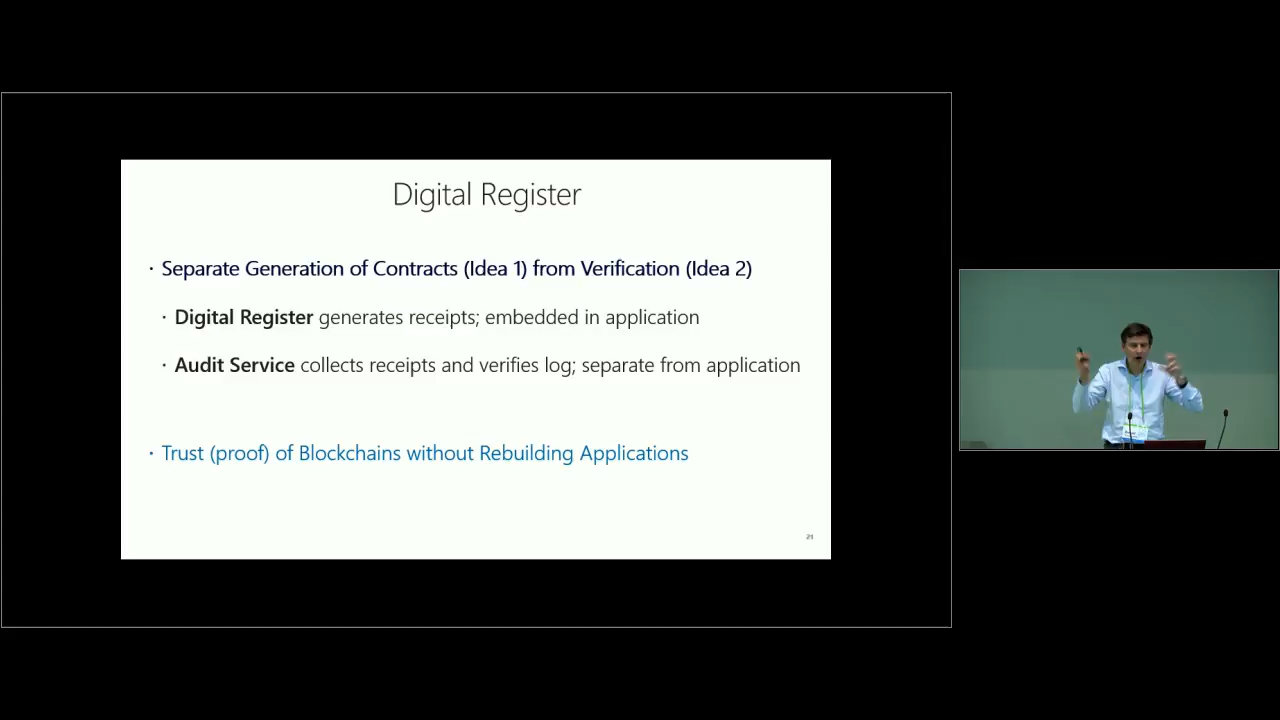 Digital Register
· Separate Generation of Contracts (Idea 1) from Verification (Idea 2)
· Digital Register generates receipts; embedded in application
· Audit Service collects receipts and verifies log; separate from application
· Trust (proof) of Blockchains without Rebuilding Applications
21